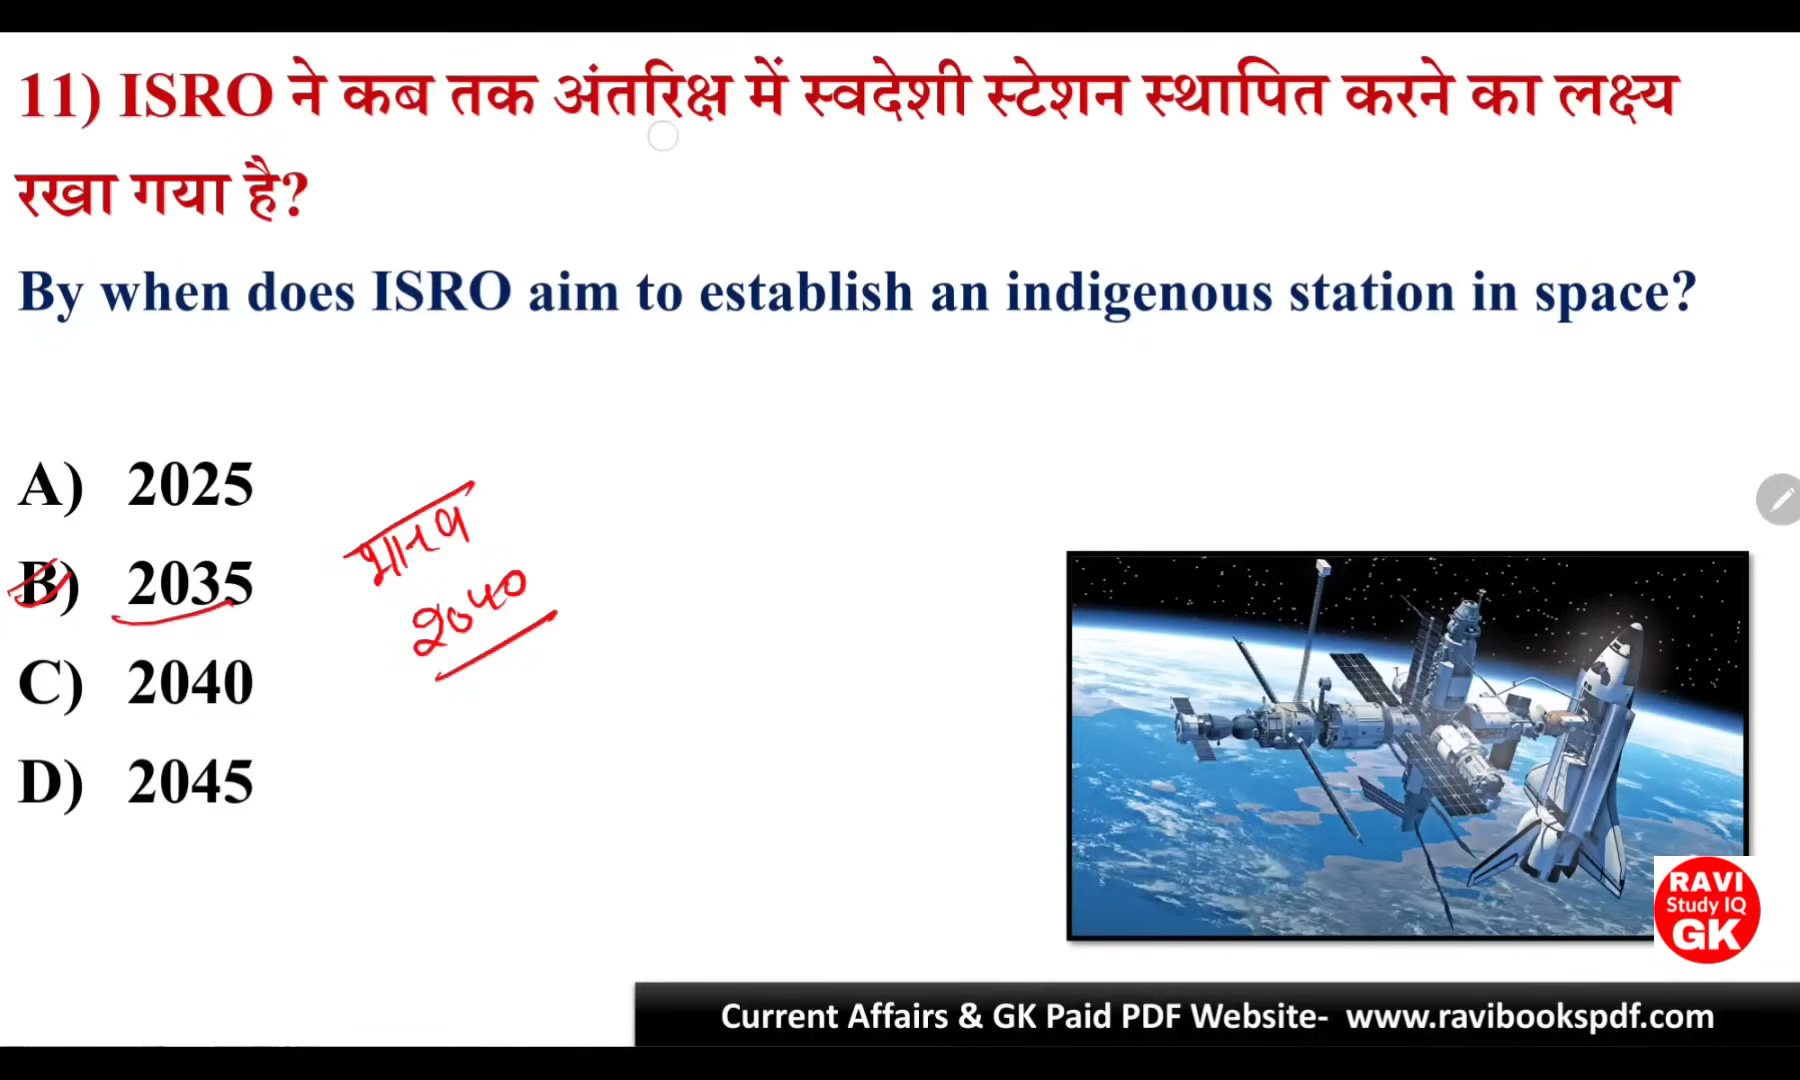 11) ISRO ने कब तक अंतरिक्ष में स्वदेशी स्टेशन स्थापित करने का लक्ष्य
रखा गया है?
By when does ISRO aim to establish an indigenous station in space?
A) 2025
B) 2035
C) 2040
D) 2045
मानव
2040
RAVI
Study IQ
GK
Current Affairs & GK Paid PDF Website- www.ravibookspdf.com